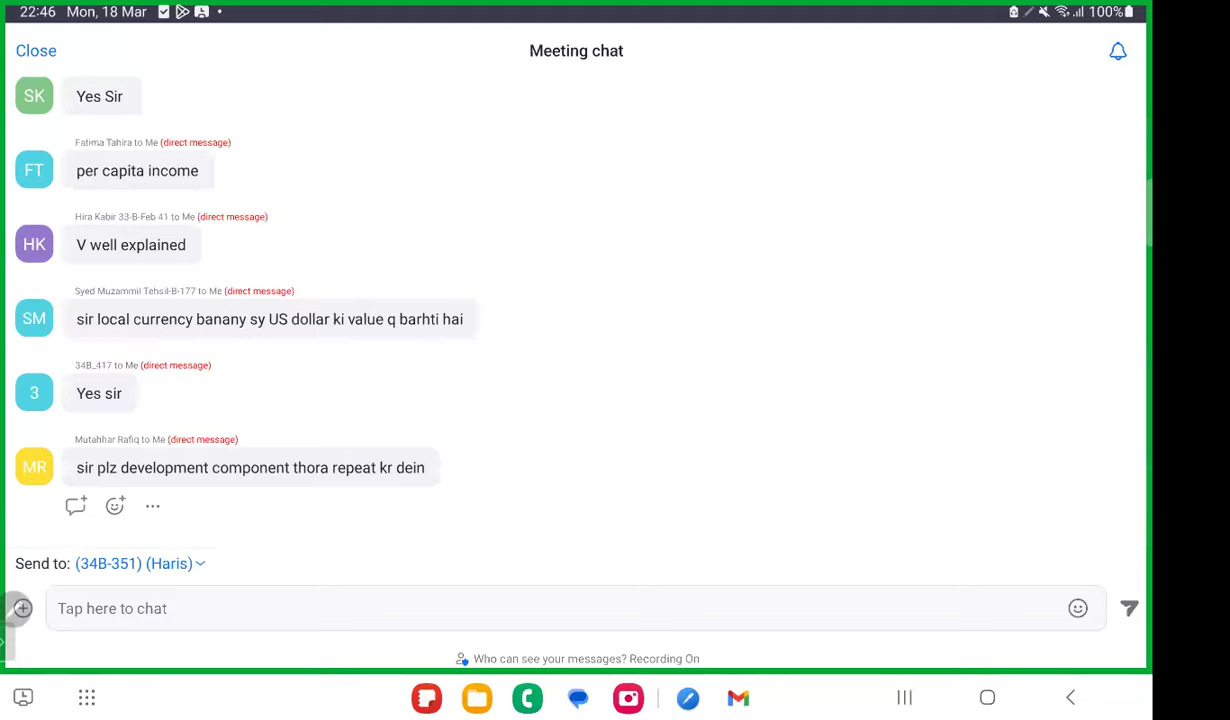 22:46 Mon, 18 Mar
100%
Close
Meeting chat
SK
Yes Sir
Fatima Tahira to Me (direct message)
FT
per capita income
Hira Kabir 33-B-Feb 41 to Me (direct message)
HK
V well explained
Syed Muzammil Tehsil-B-177 to Me (direct message)
SM
sir local currency banany sy US dollar ki value q barhti hai
34B_417 to Me (direct message)
3
Yes sir
Mutahhar Rafiq to Me (direct message)
MR
sir plz development component thora repeat kr dein
Send to: (34B-351) (Haris)
Tap here to chat
Who can see your messages? Recording On